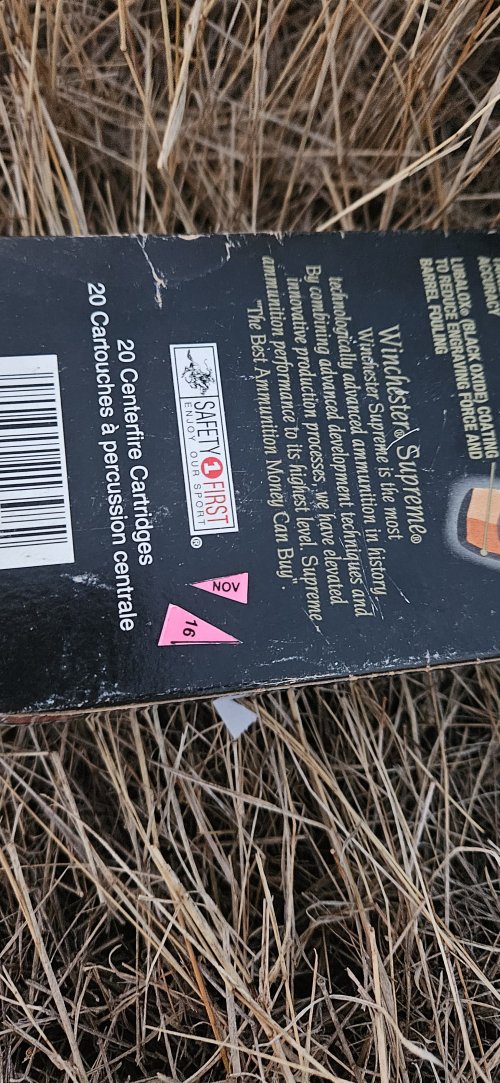 LUBALOX® (BLACK OXIDE) COATING
TO REDUCE ENGRAVING FORCE AND
BARREL FOULING
Winchester® Supreme®
Winchester Supreme is the most
technologically advanced ammunition in history.
By combining advanced development techniques and
innovative production processes, we have elevated
ammunition performance to its highest level. Supreme.
"The Best Ammunition Money Can Buy".
SAFETY 1 FIRST
ENJOY OUR SPORT
®
NOV
16
20 Centerfire Cartridges
20 Cartouches à percussion centrale